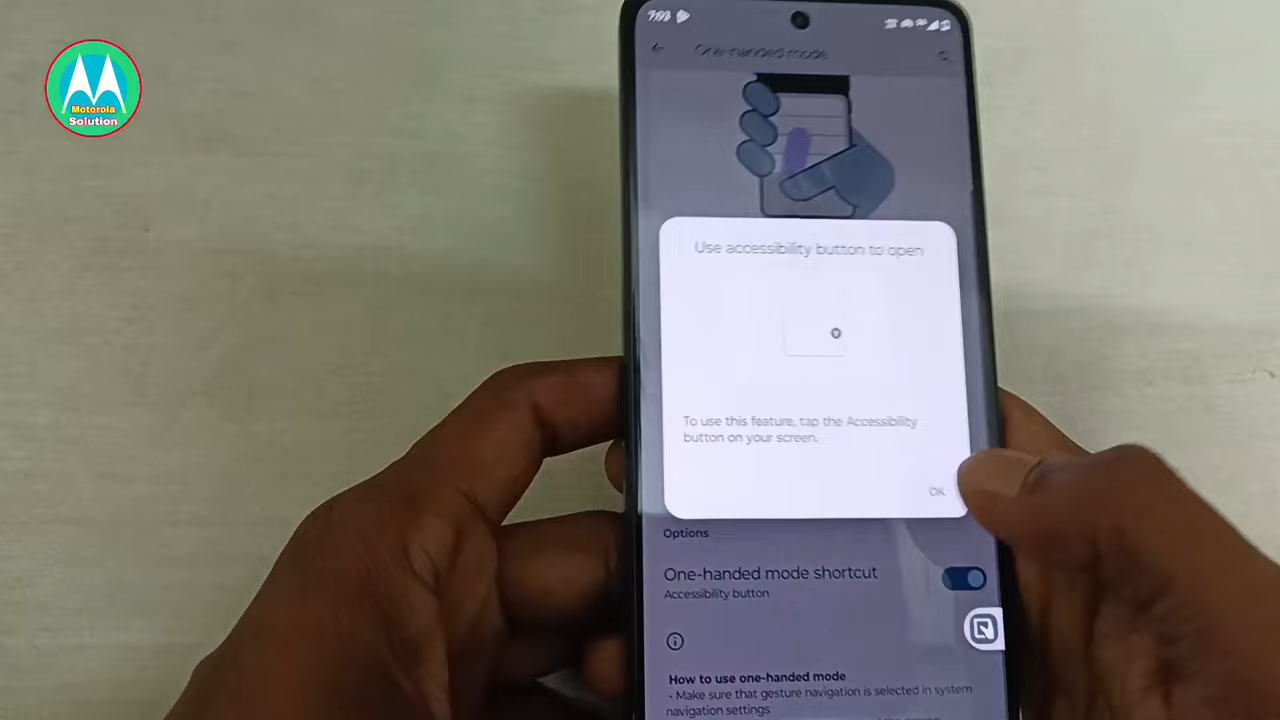 Motorola
Solution
7:03
One-handed mode
Use accessibility button to open
To use this feature, tap the Accessibility
button on your screen.
OK
Options
One-handed mode shortcut
Accessibility button
How to use one-handed mode
• Make sure that gesture navigation is selected in system
navigation settings